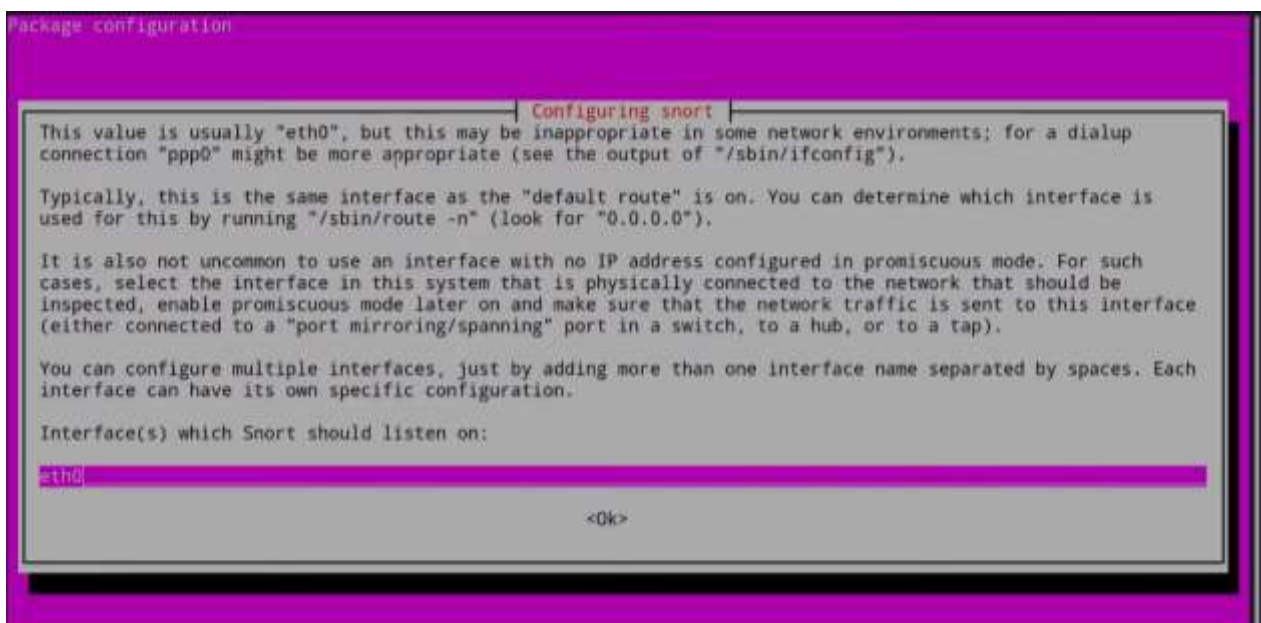 Package configuration
Configuring snort
This value is usually "eth0", but this may be inappropriate in some network environments; for a dialup
connection "ppp0" might be more appropriate (see the output of "/sbin/ifconfig").
Typically, this is the same interface as the "default route" is on. You can determine which interface is
used for this by running "/sbin/route -n" (look for "0.0.0.0").
It is also not uncommon to use an interface with no IP address configured in promiscuous mode. For such
cases, select the interface in this system that is physically connected to the network that should be
inspected, enable promiscuous mode later on and make sure that the network traffic is sent to this interface
(either connected to a "port mirroring/spanning" port in a switch, to a hub, or to a tap).
You can configure multiple interfaces, just by adding more than one interface name separated by spaces. Each
interface can have its own specific configuration.
Interface(s) which Snort should listen on:
eth0
<Ok>